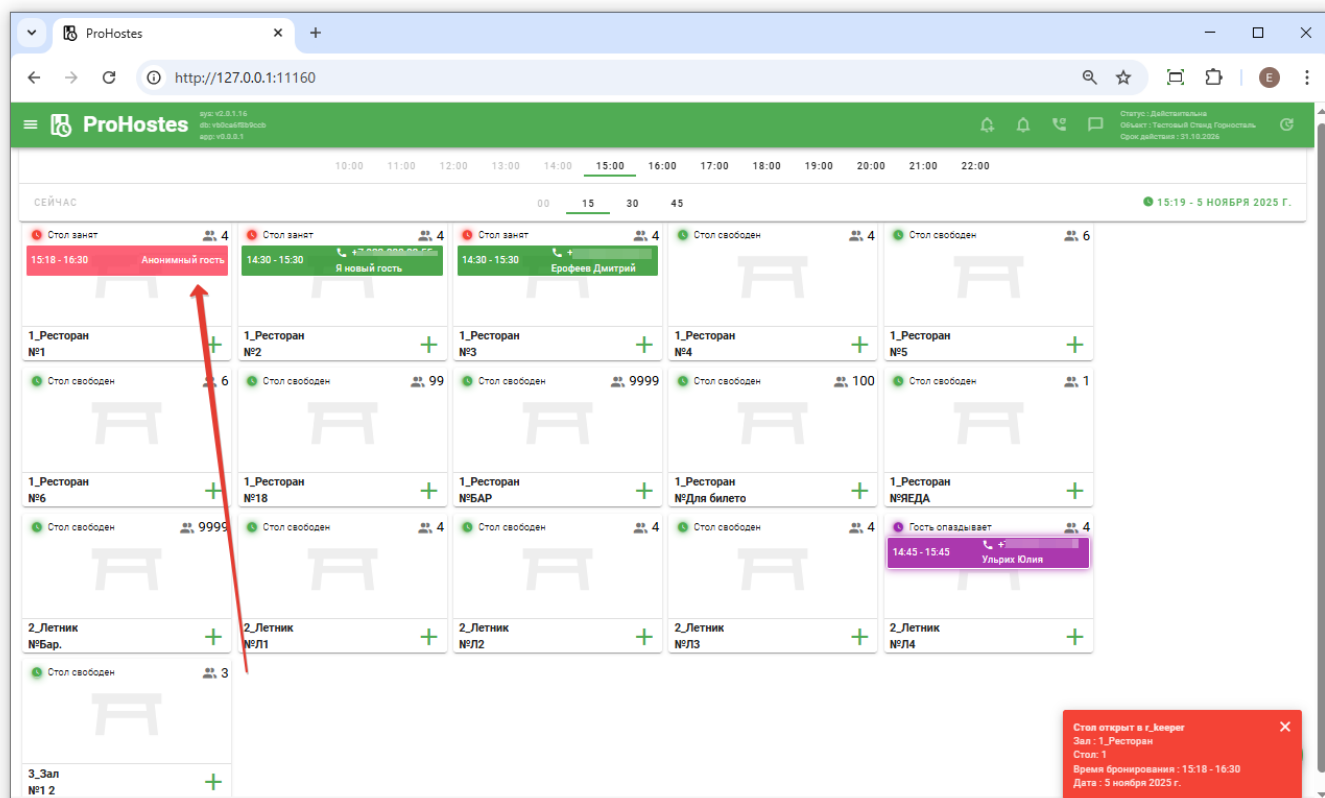 ProHostes
http://127.0.0.1:11160
E
ProHostes
sys: v2.0.1.16
app: v0.0.0.1
Статус : Действительна
Объект : Тестовый Стенд Горностель
Срок действия : 31.10.2026
10:00 11:00 12:00 13:00 14:00 15:00 16:00 17:00 18:00 19:00 20:00 21:00 22:00
СЕЙЧАС 00 15 30 45 15:19 - 5 НОЯБРЯ 2025 Г.
Стол занят 4 Стол занят 4 Стол занят 4 Стол свободен 4 Стол свободен 6
15:18 - 16:30 Анонимный гость 14:30 - 15:30 14:30 - 15:30 +
Я новый гость Ерофеев Дмитрий
1_Ресторан 1_Ресторан 1_Ресторан 1_Ресторан 1_Ресторан
№1 №2 №3 №4 №5
Стол свободен 6 Стол свободен 99 Стол свободен 9999 Стол свободен 100 Стол свободен 1
1_Ресторан 1_Ресторан 1_Ресторан 1_Ресторан 1_Ресторан
№6 №18 №БАР №Для билето №ЯЕДА
Стол свободен 9999 Стол свободен 4 Стол свободен 4 Стол свободен 4 Гость опаздывает 4
14:45 - 15:45 +
Ульрих Юлия
2_Летник 2_Летник 2_Летник 2_Летник 2_Летник
№Бар. №Л1 №Л2 №Л3 №Л4
Стол свободен 3
3_Зал
№1 2
Стол открыт в r_keeper
Зал : 1_Ресторан
Стол: 1
Время бронирования : 15:18 - 16:30
Дата : 5 ноября 2025 г.